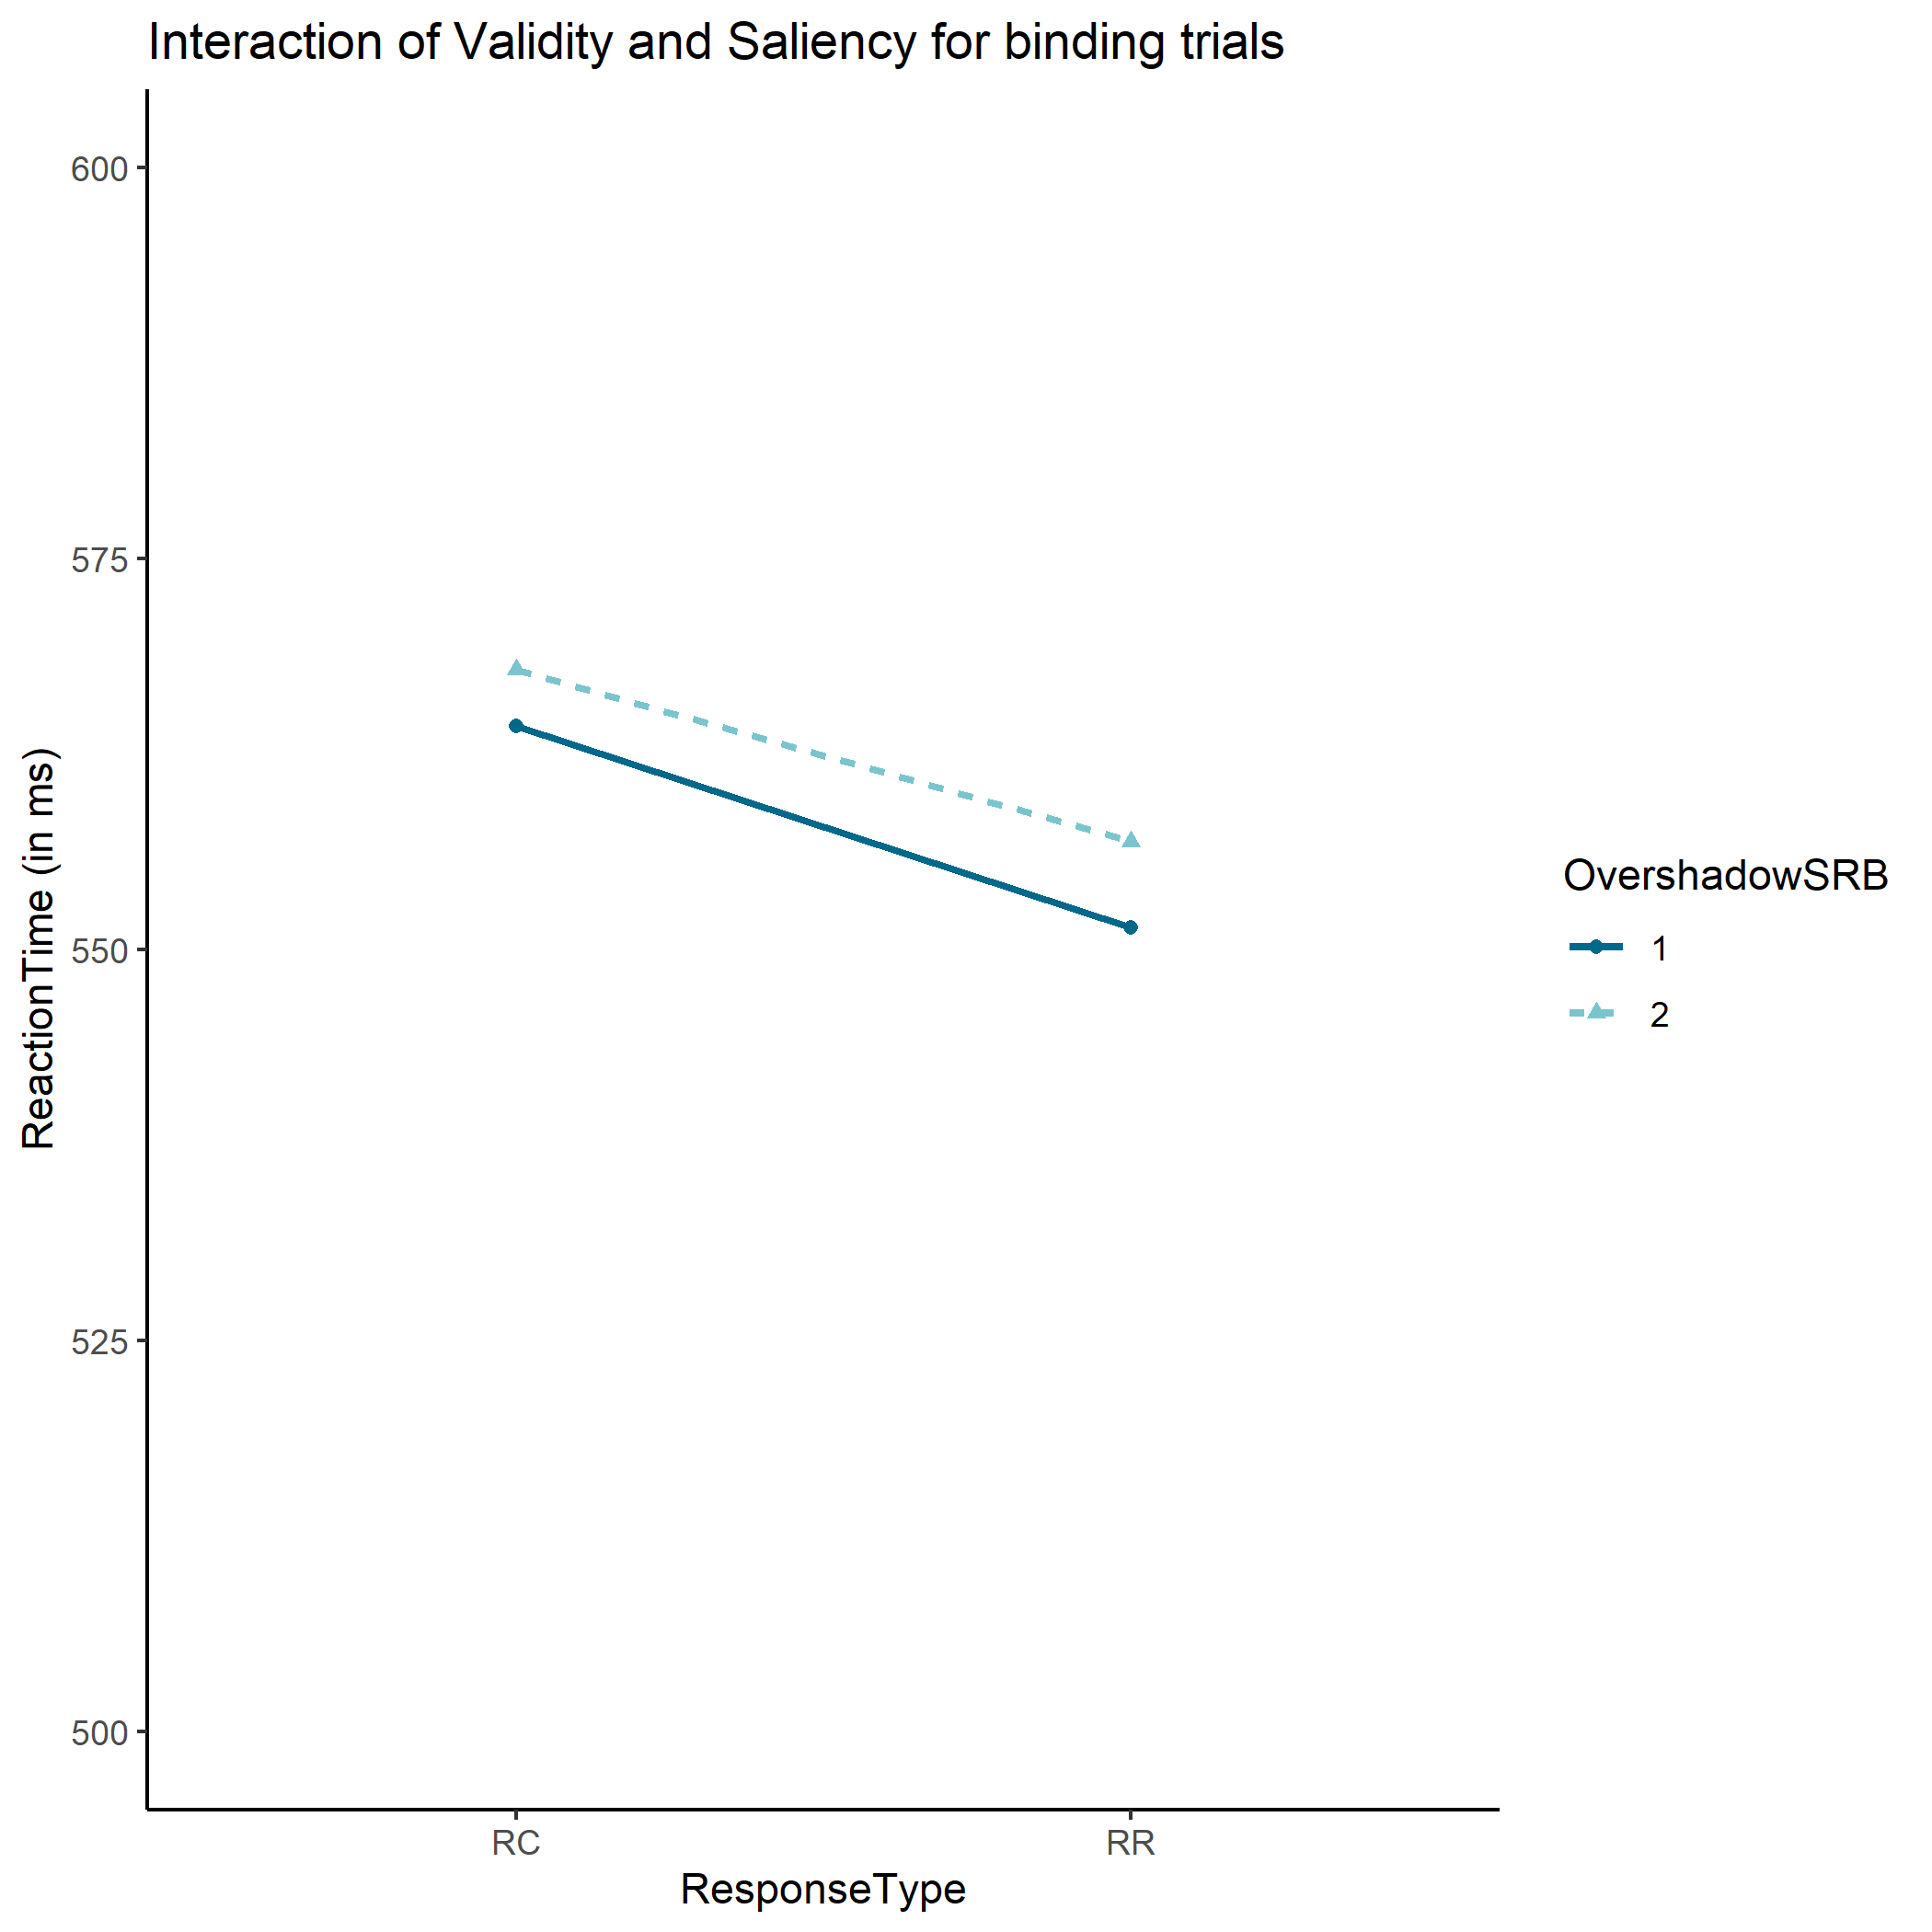 Interaction of Validity and Saliency for binding trials
600
575
550
525
500
ReactionTime (in ms)
RC
RR
ResponseType
OvershadowSRB
1
2